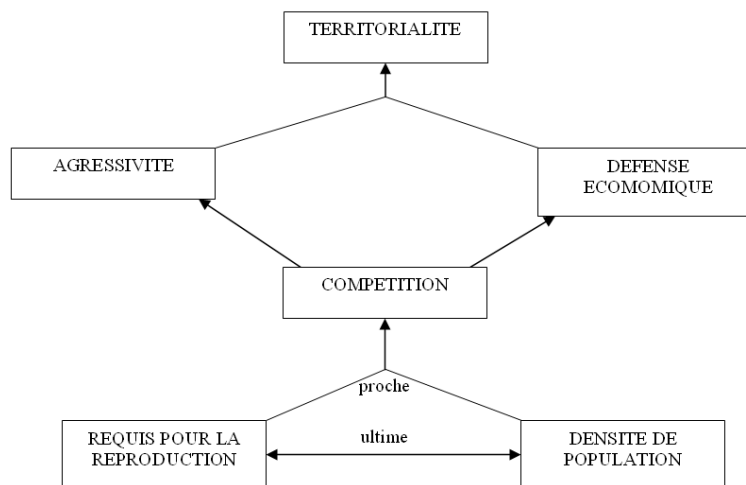 TERRITORIALITE
AGRESSIVITE
DEFENSE
ECOMOMIQUE
COMPETITION
proche
REQUIS POUR LA
REPRODUCTION
ultime
DENSITE DE
POPULATION